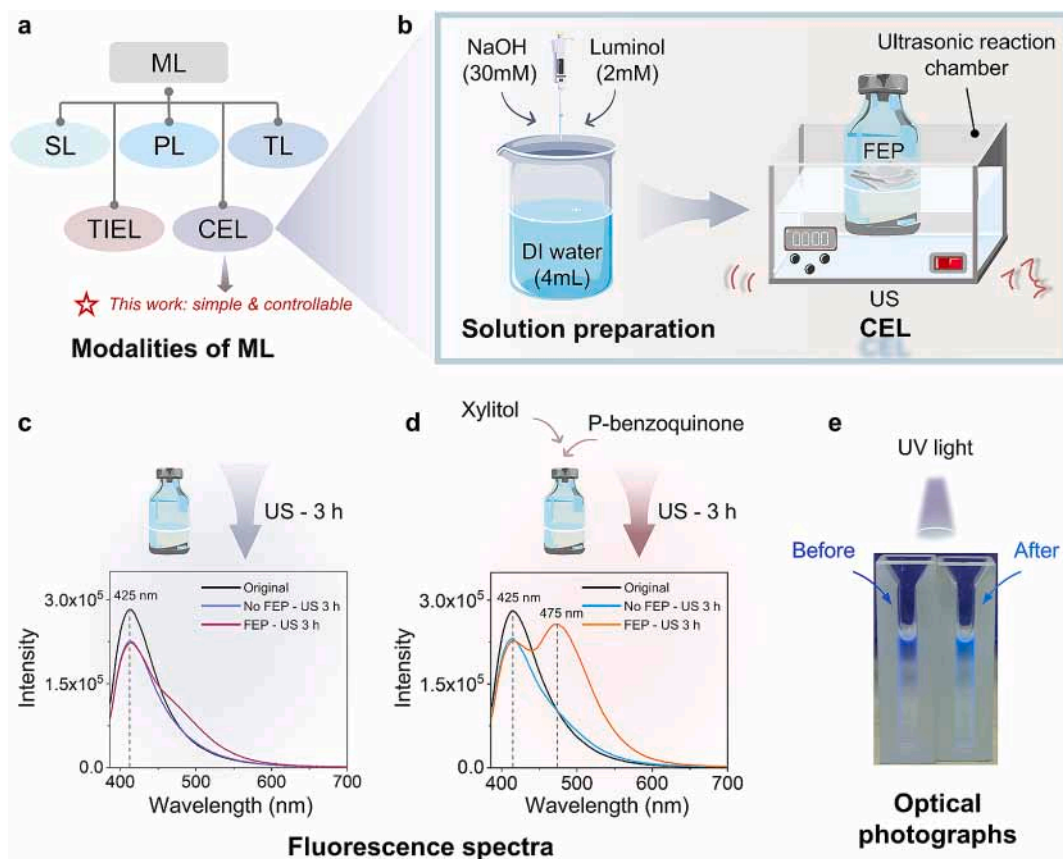 a
ML
SL
PL
TL
TIEL
CEL
This work: simple & controllable
Modalities of ML
b
NaOH
(30mM)
Luminol
(2mM)
DI water
(4mL)
Solution preparation
Ultrasonic reaction
chamber
FEP
0000
US
CEL
c
US - 3 h
425 nm
Original
No FEP - US 3 h
FEP - US 3 h
3.0x10⁵
1.5x10⁵
0.0
Intensity
400
500
600
700
Wavelength (nm)
d
Xylitol
P-benzoquinone
US - 3 h
425 nm
475 nm
Original
No FEP - US 3 h
FEP - US 3 h
3.0x10⁵
1.5x10⁵
0.0
Intensity
400
500
600
700
Wavelength (nm)
Fluorescence spectra
e
UV light
Before
After
Optical
photographs